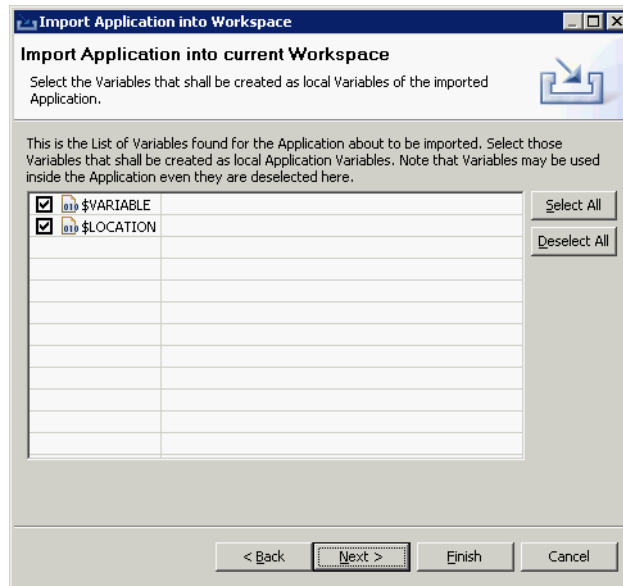 Import Application into Workspace
Import Application into current Workspace
Select the Variables that shall be created as local Variables of the imported
Application.
This is the List of Variables found for the Application about to be imported. Select those
Variables that shall be created as local Application Variables. Note that Variables may be used
inside the Application even they are deselected here.
010 $VARIABLE
010 $LOCATION
Select All
Deselect All
< Back
Next >
Finish
Cancel